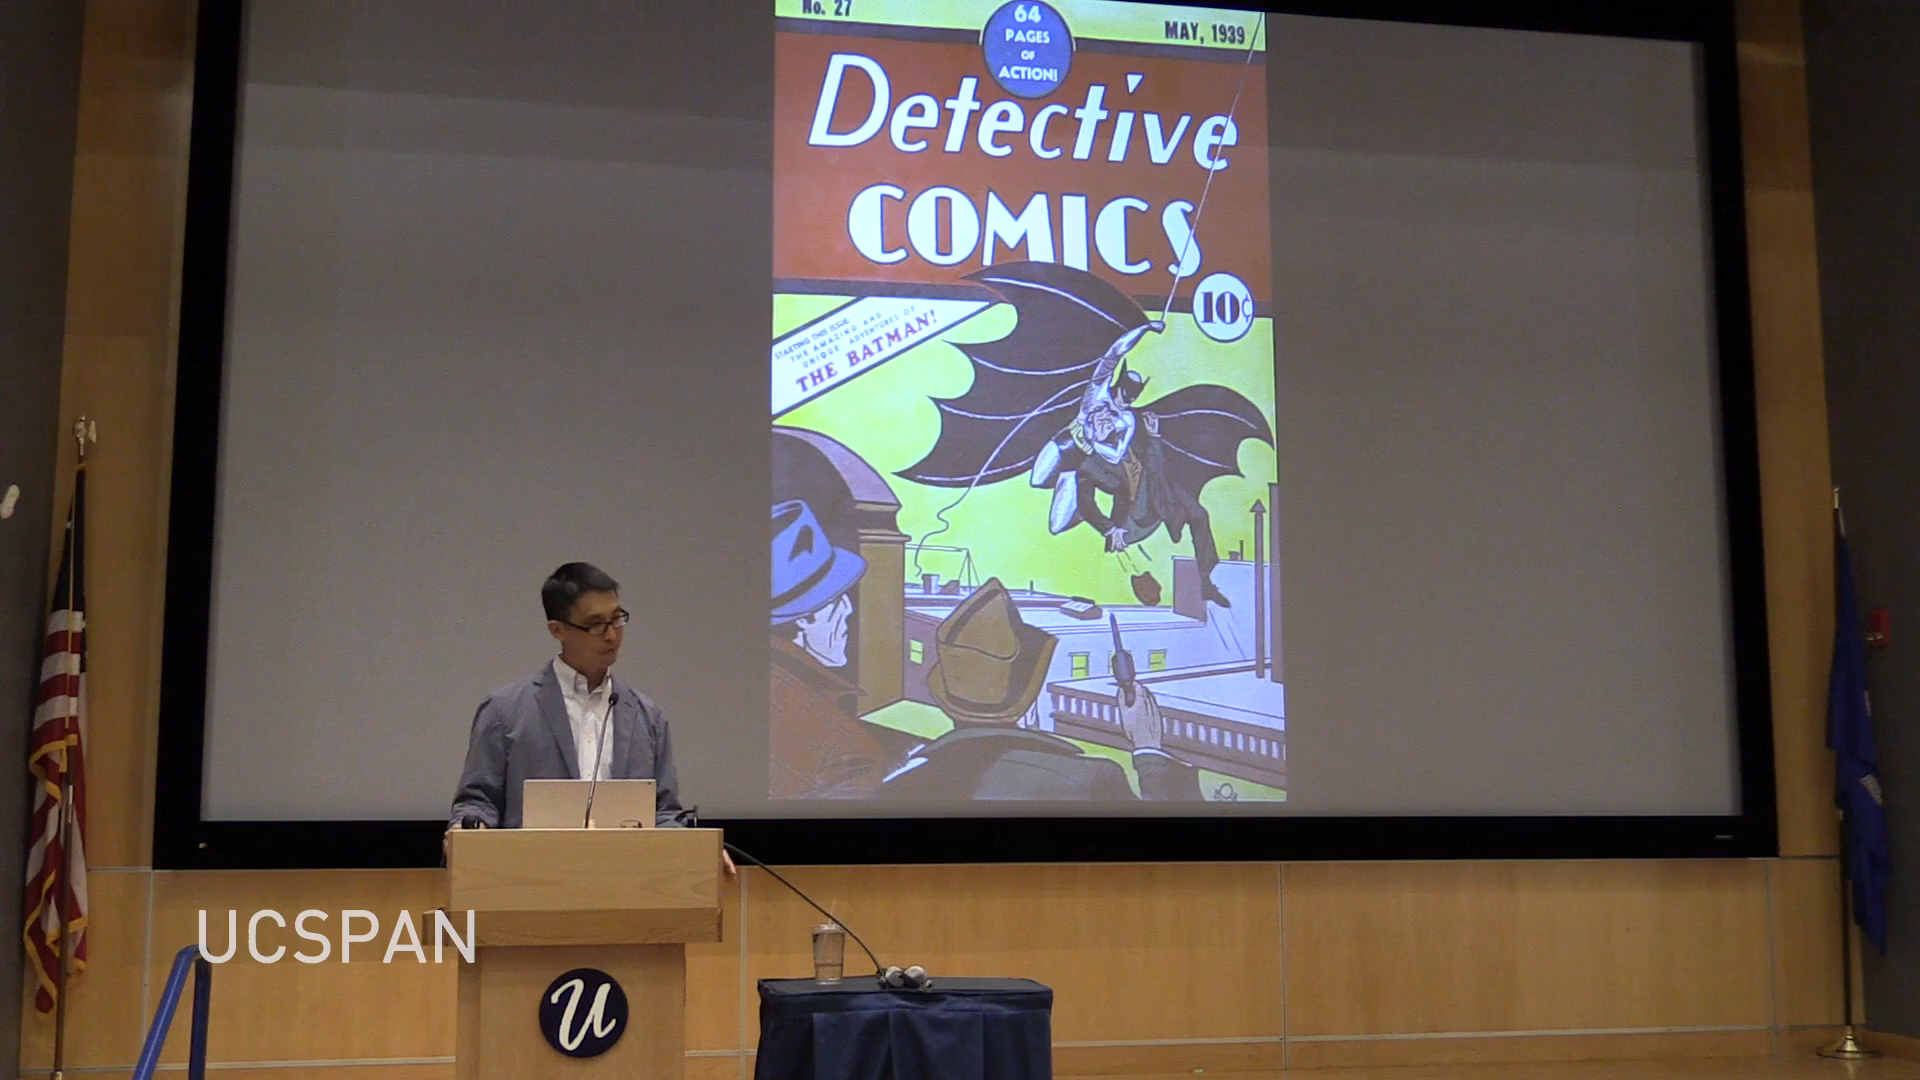 No. 27
64
PAGES
OF
ACTION!
MAY, 1939
Detective
COMICS
10¢
STARTING THIS ISSUE:
THE AMAZING AND
UNIQUE ADVENTURES OF
THE BATMAN!
UCSPAN
U